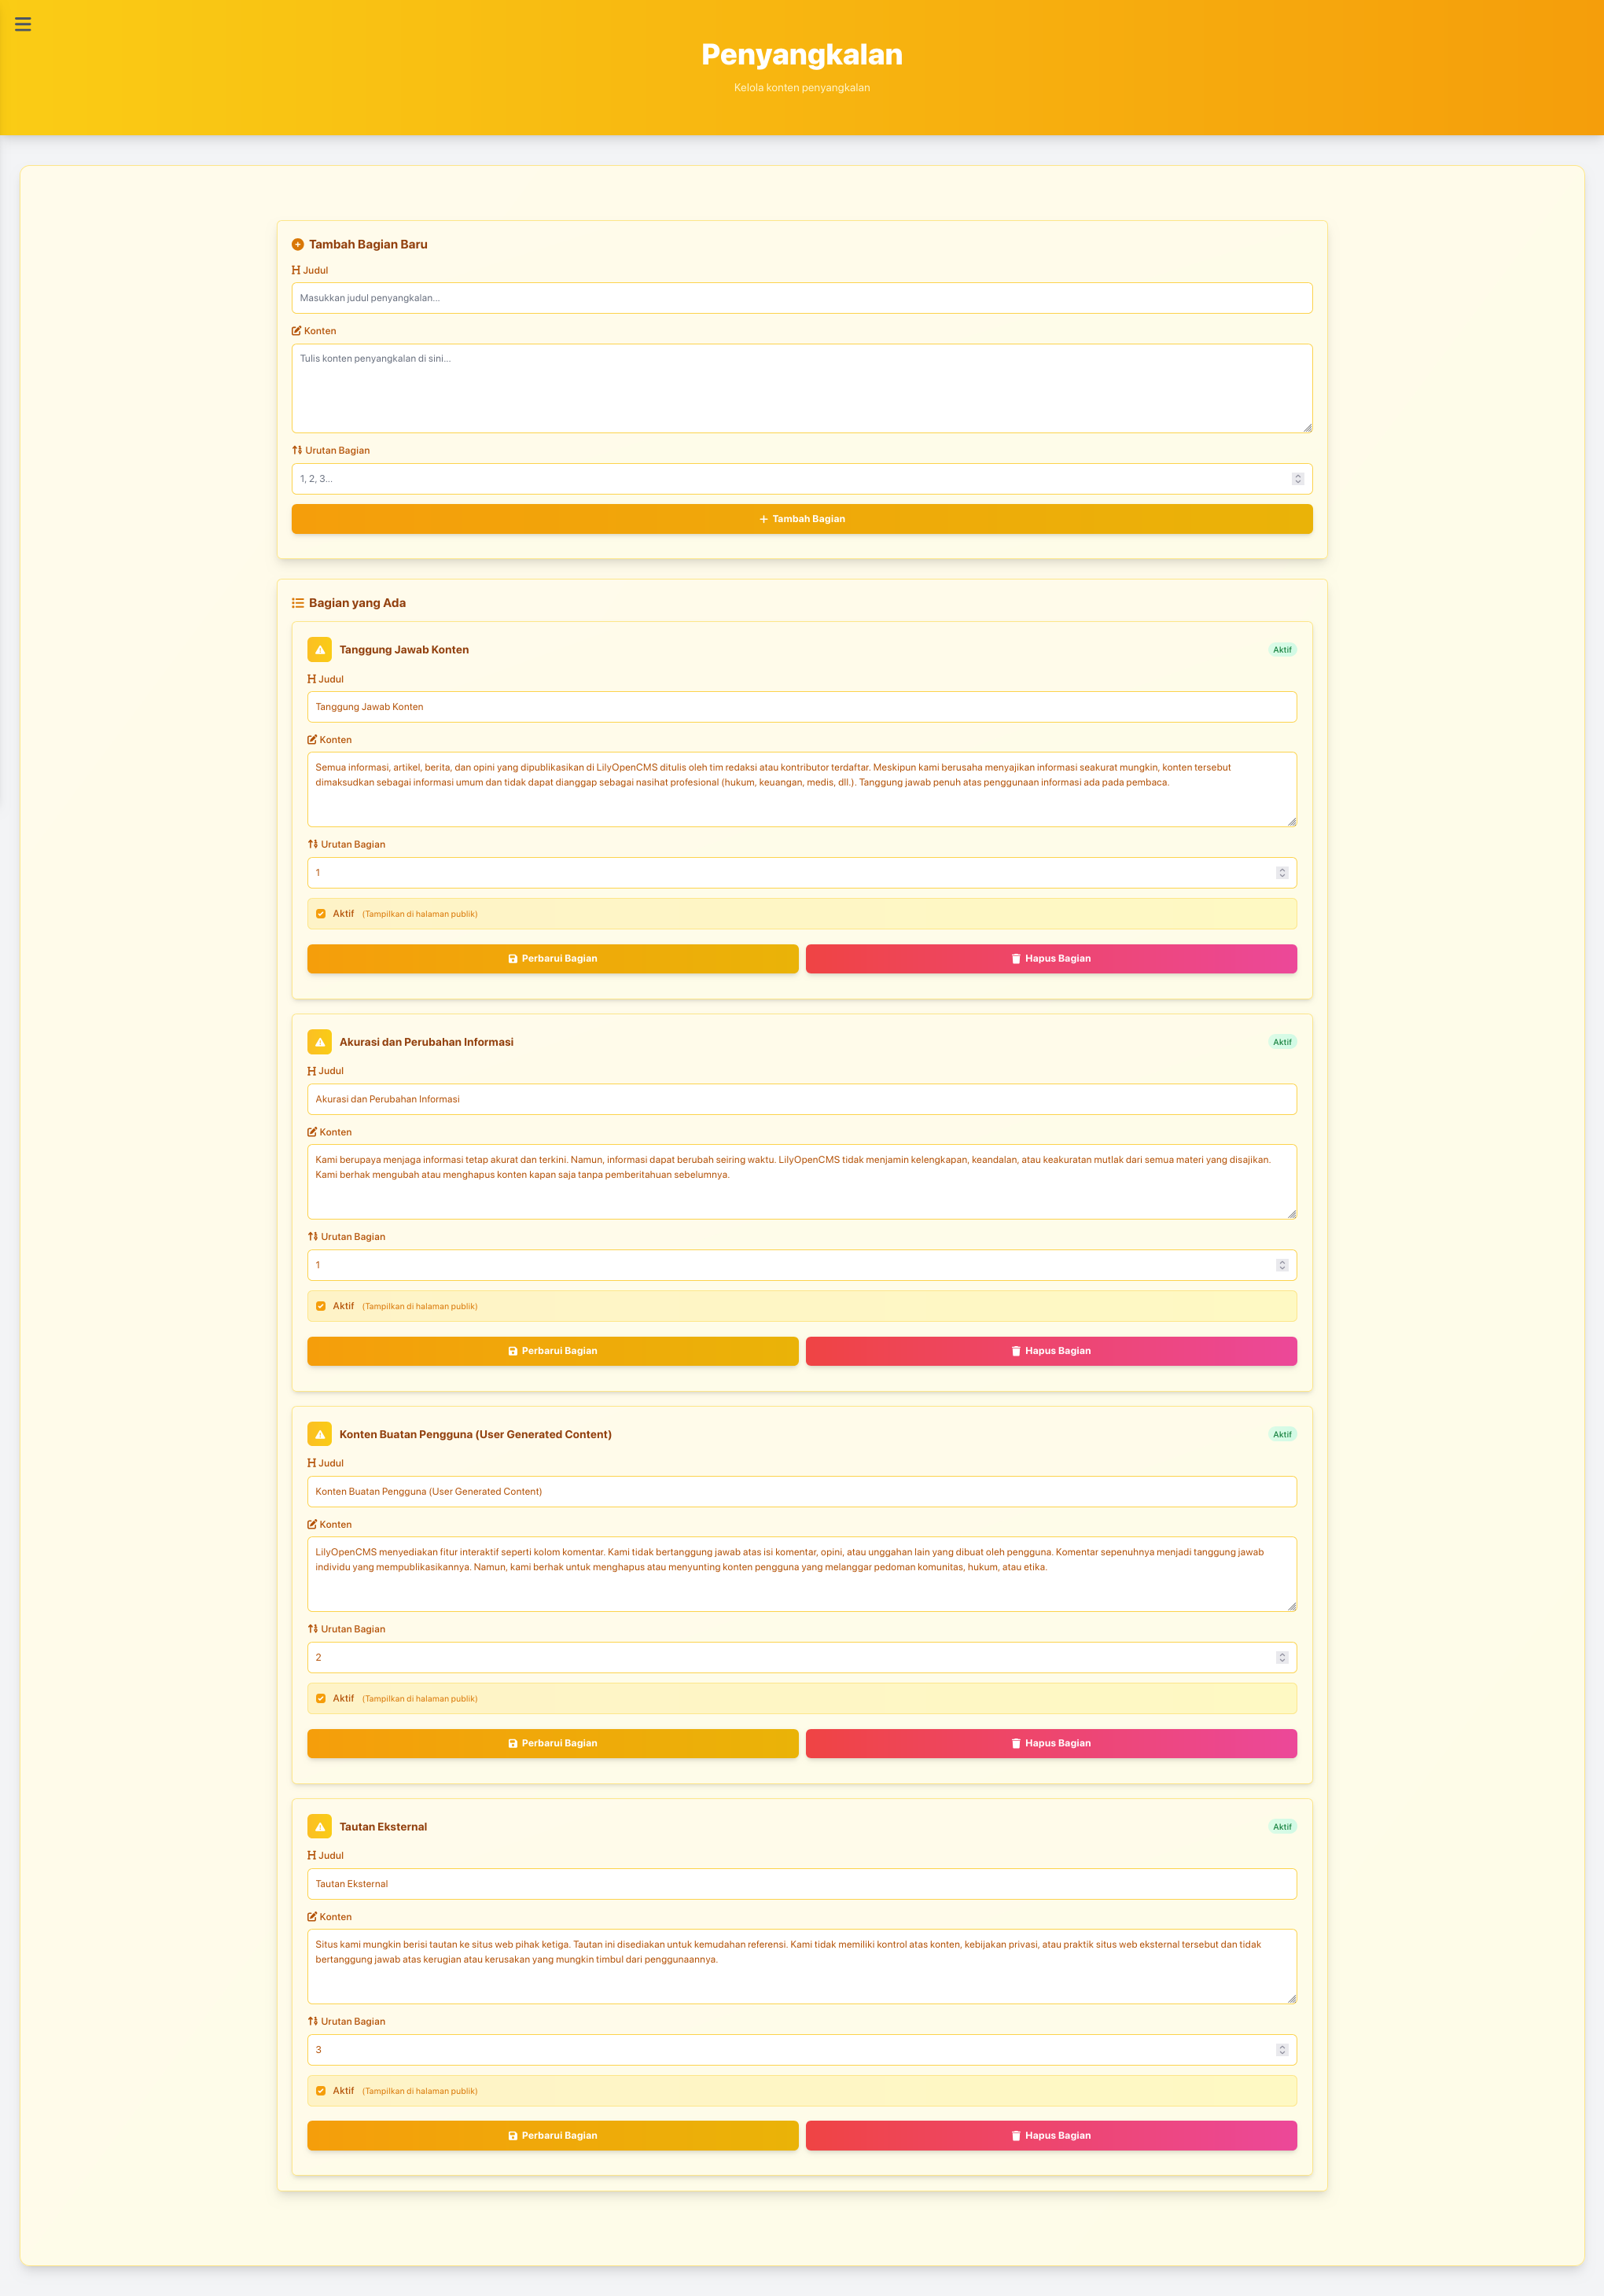 Penyangkalan
Kelola konten penyangkalan
Tambah Bagian Baru
Judul
Masukkan judul penyangkalan...
Konten
Tulis konten penyangkalan di sini...
Urutan Bagian
1, 2, 3...
Tambah Bagian
Bagian yang Ada
Tanggung Jawab Konten
Aktif
Judul
Tanggung Jawab Konten
Konten
Semua informasi, artikel, berita, dan opini yang dipublikasikan di LilyOpenCMS ditulis oleh tim redaksi atau kontributor terdaftar. Meskipun kami berusaha menyajikan informasi seakurat mungkin, konten tersebut
dimaksudkan sebagai informasi umum dan tidak dapat dianggap sebagai nasihat profesional (hukum, keuangan, medis, dll.). Tanggung jawab penuh atas penggunaan informasi ada pada pembaca.
Urutan Bagian
1
Aktif (Tampilkan di halaman publik)
Perbarui Bagian
Hapus Bagian
Akurasi dan Perubahan Informasi
Aktif
Judul
Akurasi dan Perubahan Informasi
Konten
Kami berupaya menjaga informasi tetap akurat dan terkini. Namun, informasi dapat berubah seiring waktu. LilyOpenCMS tidak menjamin kelengkapan, keandalan, atau keakuratan mutlak dari semua materi yang disajikan.
Kami berhak mengubah atau menghapus konten kapan saja tanpa pemberitahuan sebelumnya.
Urutan Bagian
1
Aktif (Tampilkan di halaman publik)
Perbarui Bagian
Hapus Bagian
Konten Buatan Pengguna (User Generated Content)
Aktif
Judul
Konten Buatan Pengguna (User Generated Content)
Konten
LilyOpenCMS menyediakan fitur interaktif seperti kolom komentar. Kami tidak bertanggung jawab atas isi komentar, opini, atau unggahan lain yang dibuat oleh pengguna. Komentar sepenuhnya menjadi tanggung jawab
individu yang mempublikasikannya. Namun, kami berhak untuk menghapus atau menyunting konten pengguna yang melanggar pedoman komunitas, hukum, atau etika.
Urutan Bagian
2
Aktif (Tampilkan di halaman publik)
Perbarui Bagian
Hapus Bagian
Tautan Eksternal
Aktif
Judul
Tautan Eksternal
Konten
Situs kami mungkin berisi tautan ke situs web pihak ketiga. Tautan ini disediakan untuk kemudahan referensi. Kami tidak memiliki kontrol atas konten, kebijakan privasi, atau praktik situs web eksternal tersebut dan tidak
bertanggung jawab atas kerugian atau kerusakan yang mungkin timbul dari penggunaannya.
Urutan Bagian
3
Aktif (Tampilkan di halaman publik)
Perbarui Bagian
Hapus Bagian